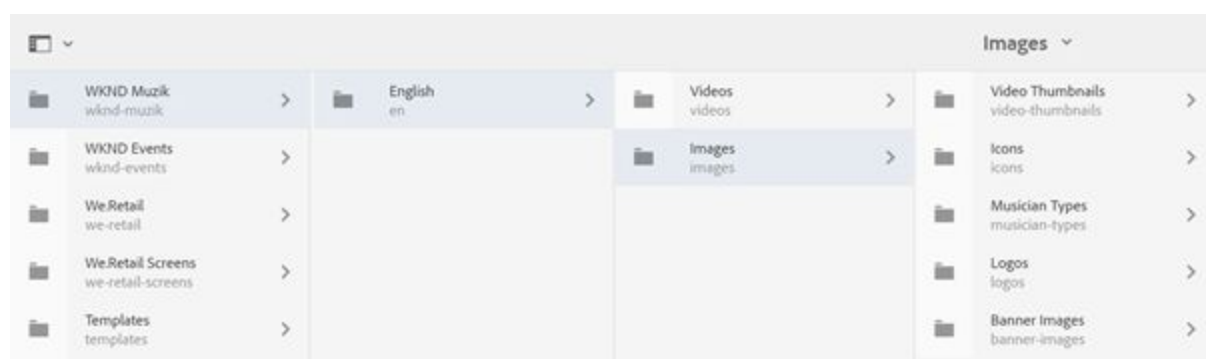 Images
WKND Muzik
wknd-muzik
WKND Events
wknd-events
We.Retail
we-retail
We.Retail Screens
we-retail-screens
Templates
templates
English
en
Videos
videos
Images
images
Video Thumbnails
video-thumbnails
Icons
icons
Musician Types
musician-types
Logos
logos
Banner Images
banner-images